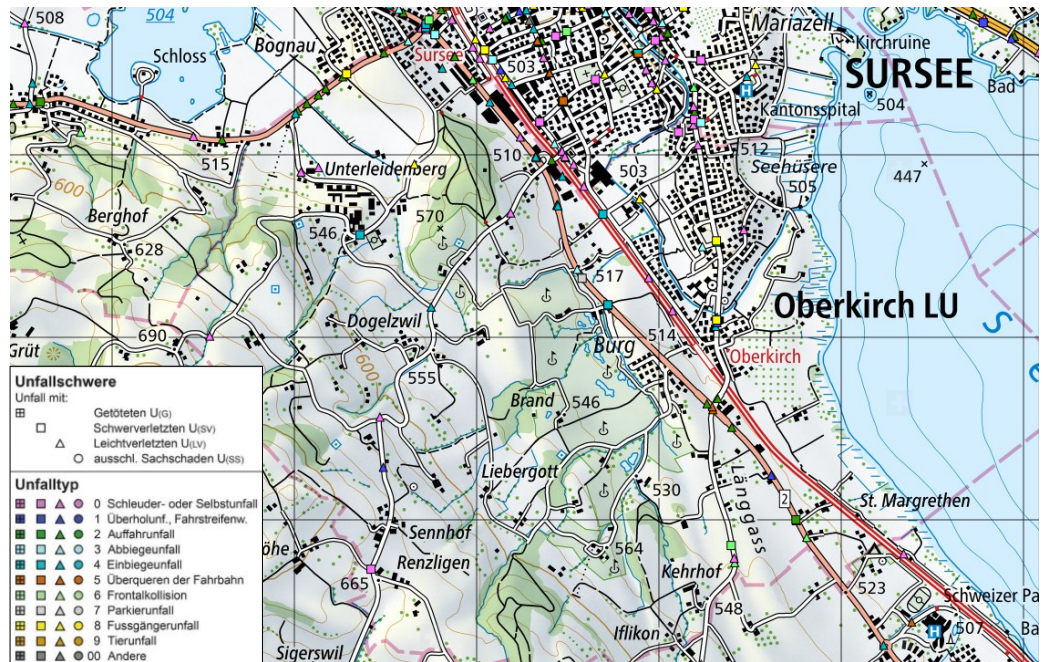 508
504
Schloss
Bognau
Sursee
503
Mariazell
Kirchruine
SURSEE
504
Bad
Kantonsspital
H
515
Unterleidenberg
510
503
512
Seehüsere
505
447
600
Berghof
628
546
570
517
Oberkirch LU
S
e
690
Dogelzwil
600
555
Burg
514
Oberkirch
Grüt
Brand
546
Liebergott
530
Länggass
2
St. Margrethen
Sennhof
Renzligen
564
Kehrhof
665
548
523
Schweizer Pa
Iflikon
H
507
Ba
Sigerswil
öhe
Unfallschwere
Unfall mit:
Getöteten U(G)
Schwerverletzten U(SV)
Leichtverletzten U(LV)
ausschl. Sachschaden U(SS)
Unfalltyp
0 Schleuder- oder Selbstunfall
1 Überholunf., Fahrstreifenw.
2 Auffahrunfall
3 Abbiegeunfall
4 Einbiegeunfall
5 Überqueren der Fahrbahn
6 Frontalkollision
7 Parkierunfall
8 Fussgängerunfall
9 Tierunfall
00 Andere